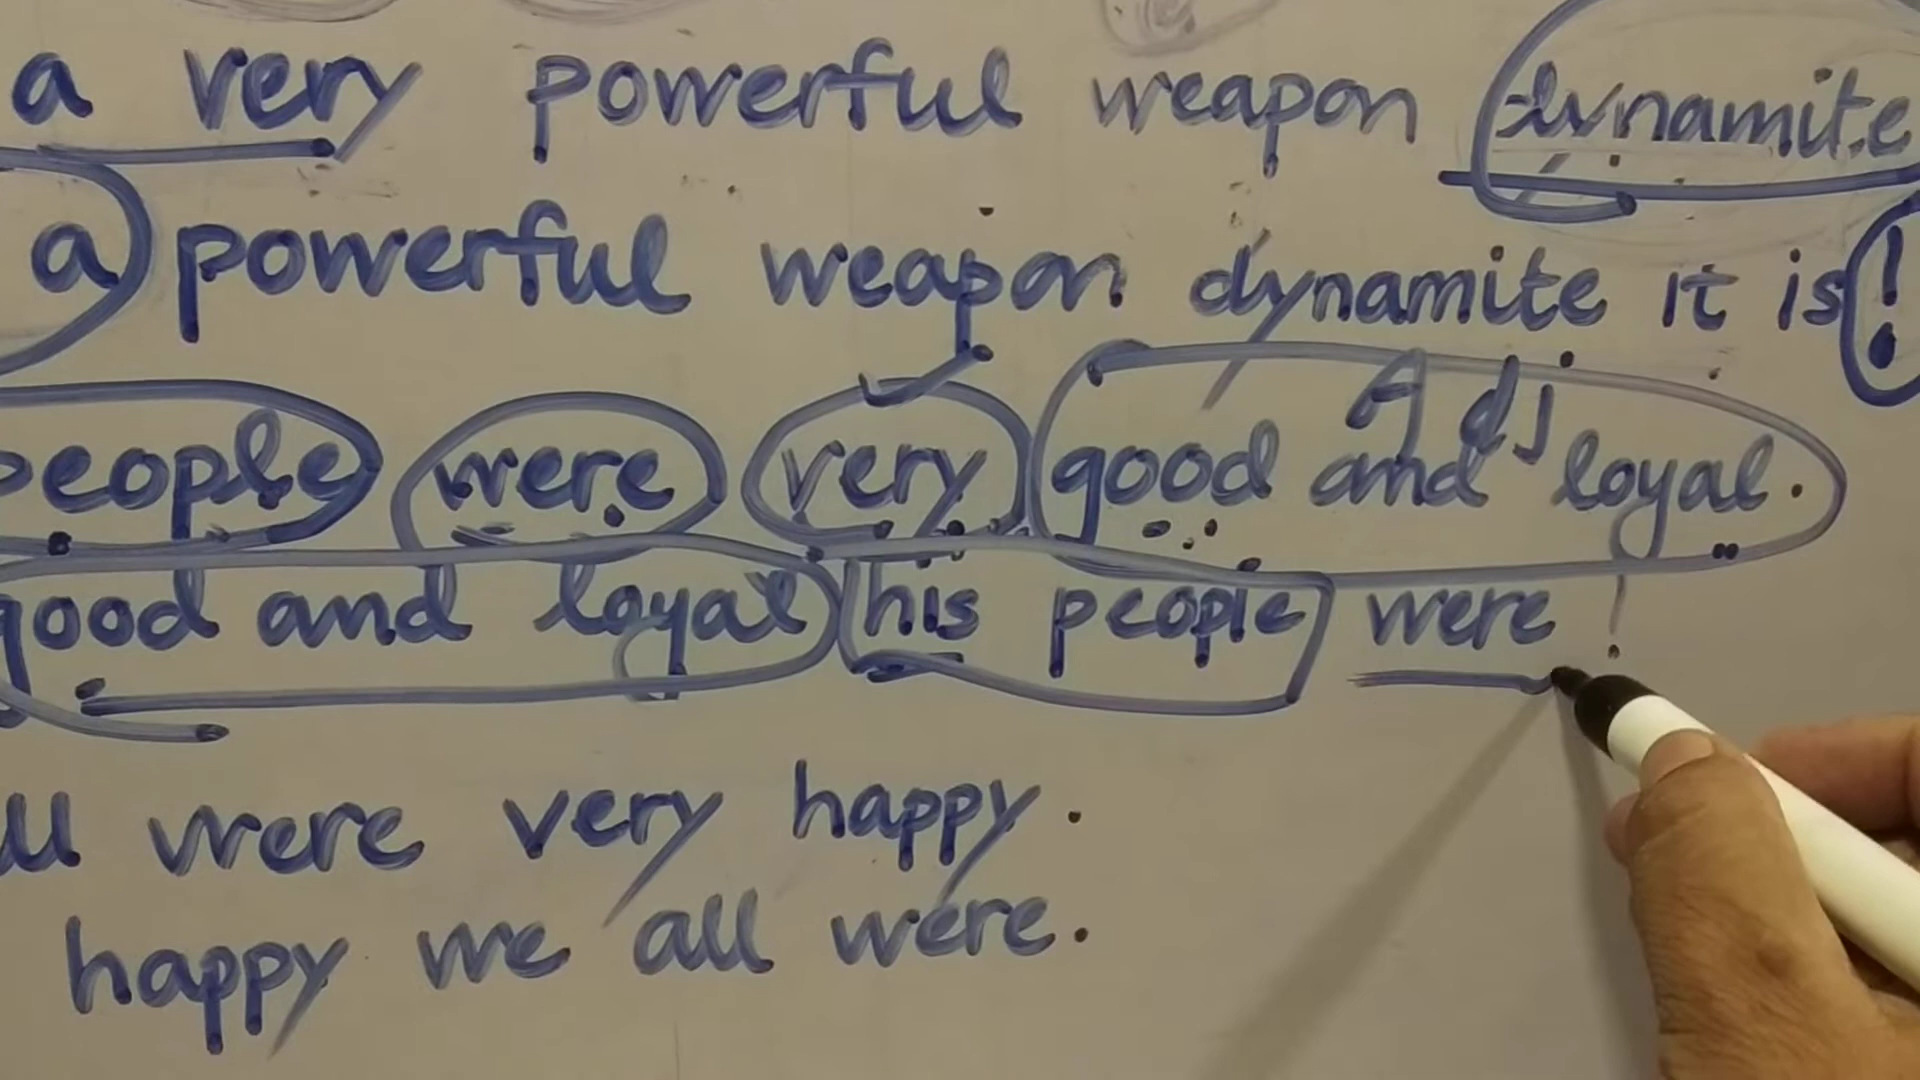 a very powerful weapon dynamite
a powerful weapon dynamite it is!
Adj
people were very good and loyal.
good and loyal his people were!
all were very happy.
happy we all were.